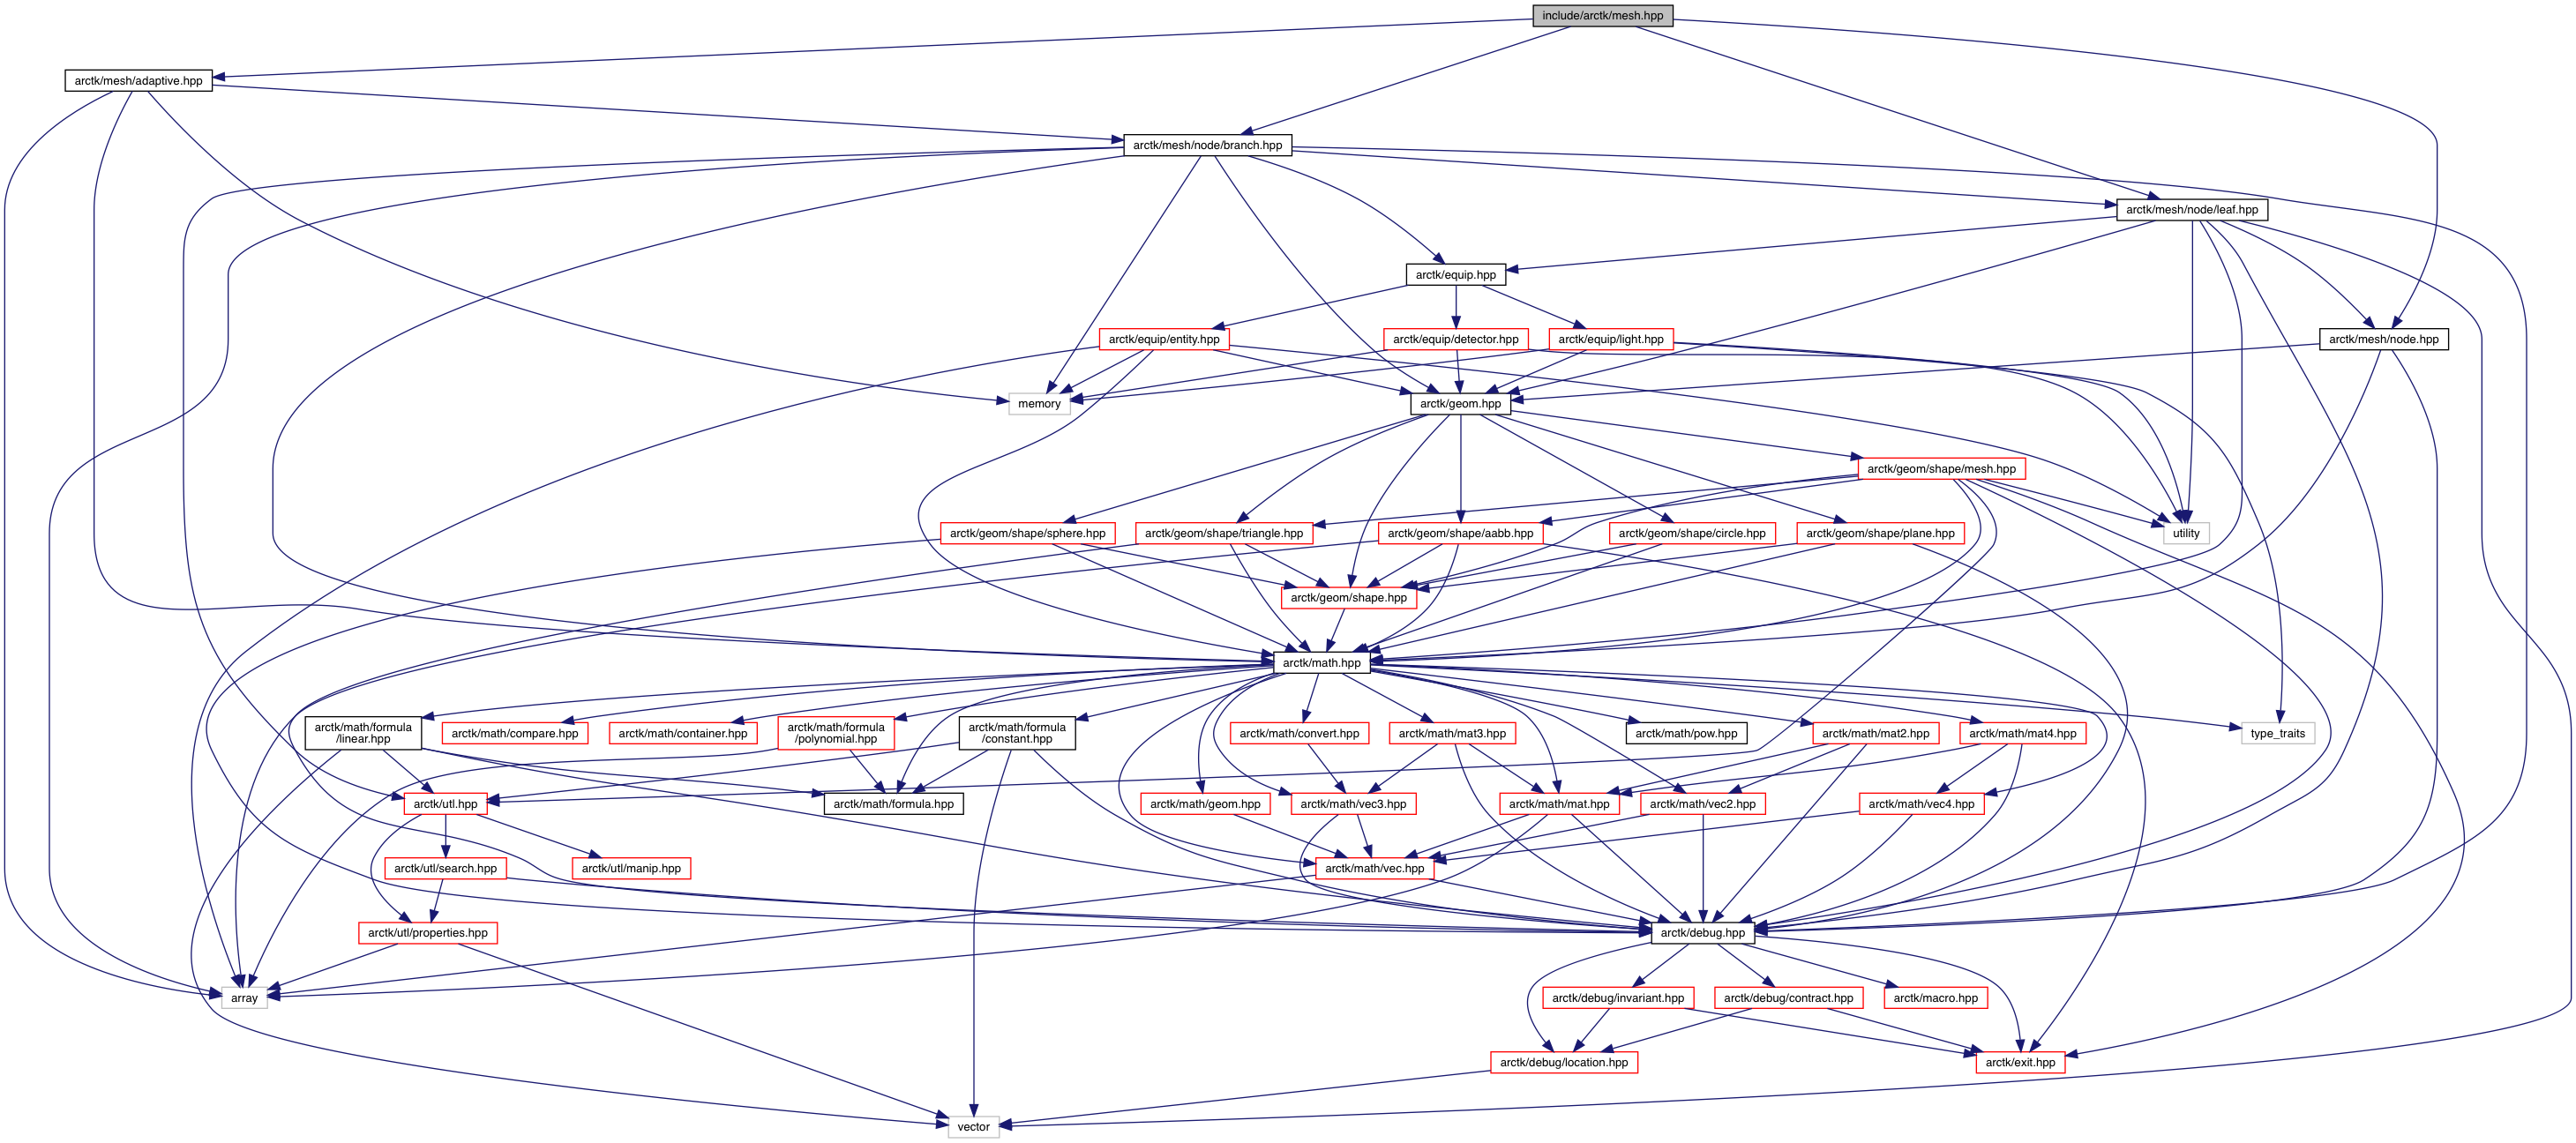 include/arctk/mesh.hpp
arctk/mesh/adaptive.hpp
arctk/mesh/node/branch.hpp
arctk/mesh/node/leaf.hpp
arctk/equip.hpp
arctk/equip/entity.hpp
arctk/equip/detector.hpp
arctk/equip/light.hpp
arctk/mesh/node.hpp
memory
arctk/geom.hpp
arctk/geom/shape/mesh.hpp
arctk/geom/shape/sphere.hpp
arctk/geom/shape/triangle.hpp
arctk/geom/shape/aabb.hpp
arctk/geom/shape/circle.hpp
arctk/geom/shape/plane.hpp
utility
arctk/geom/shape.hpp
arctk/math.hpp
arctk/math/formula
/linear.hpp
arctk/math/compare.hpp
arctk/math/container.hpp
arctk/math/formula
/polynomial.hpp
arctk/math/formula
/constant.hpp
arctk/math/convert.hpp
arctk/math/mat3.hpp
arctk/math/pow.hpp
arctk/math/mat2.hpp
arctk/math/mat4.hpp
type_traits
arctk/utl.hpp
arctk/math/formula.hpp
arctk/math/geom.hpp
arctk/math/vec3.hpp
arctk/math/mat.hpp
arctk/math/vec2.hpp
arctk/math/vec4.hpp
arctk/utl/search.hpp
arctk/utl/manip.hpp
arctk/math/vec.hpp
arctk/utl/properties.hpp
arctk/debug.hpp
array
arctk/debug/invariant.hpp
arctk/debug/contract.hpp
arctk/macro.hpp
arctk/debug/location.hpp
arctk/exit.hpp
vector